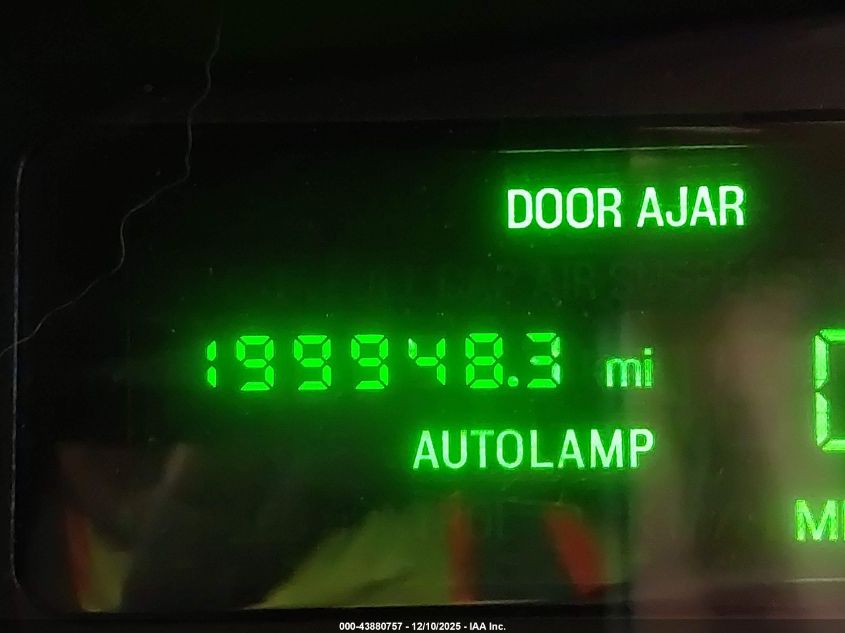 DOOR AJAR
199948.3 mi
AUTOLAMP
000-43880757 - 12/10/2025 - IAA Inc.